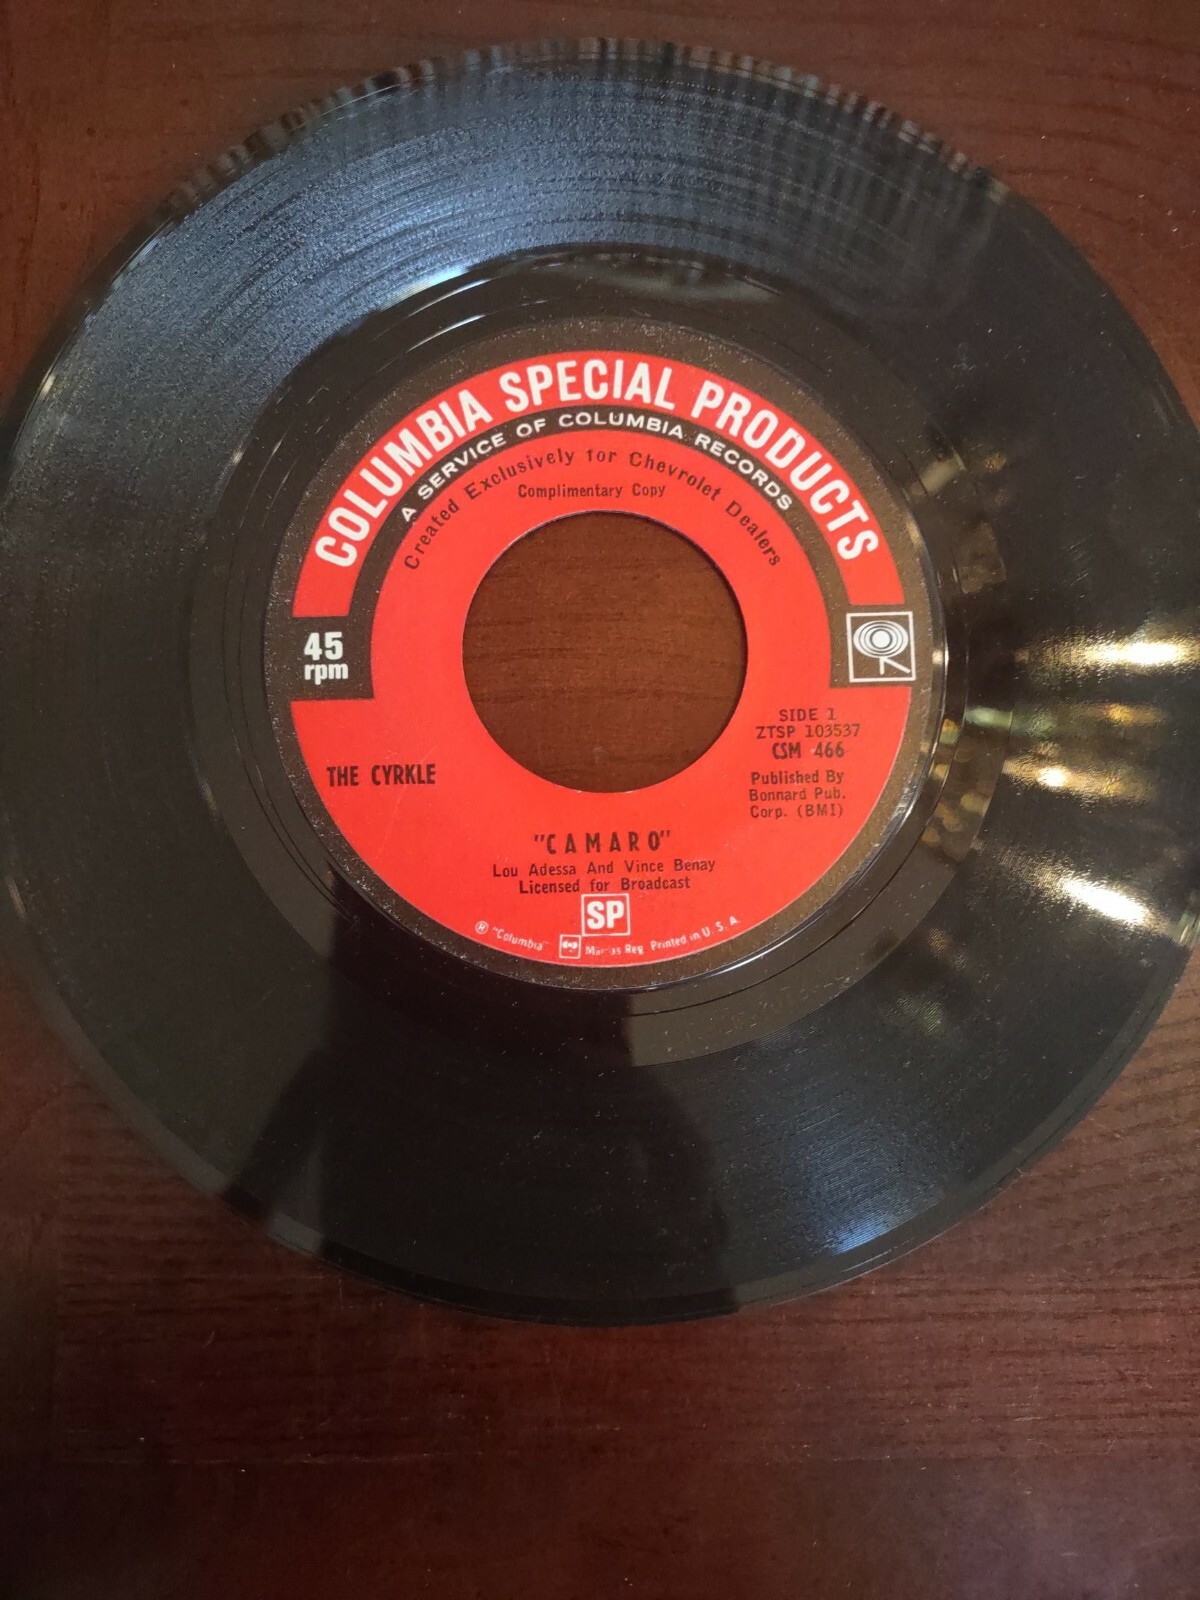 COLUMBIA SPECIAL PRODUCTS
A SERVICE OF COLUMBIA RECORDS
Created Exclusively for Chevrolet Dealers
Complimentary Copy
45
rpm
SIDE 1
ZTSP 103537
CSM 466
THE CYRKLE
Published By
Bonnard Pub.
Corp. (BMI)
"CAMARO"
Lou Adessa And Vince Benay
Licensed for Broadcast
SP
® "Columbia" Reg Printed in U. S. A.